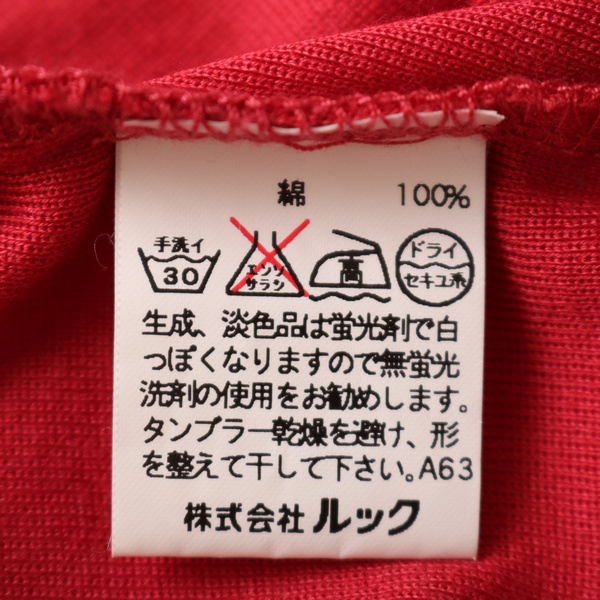 綿 100%
手洗イ 30 エンソ サラシ 高 ドライ セキユ系
生成、淡色品は蛍光剤で白
っぽくなりますので無蛍光
洗剤の使用をお勧めします。
タンブラー乾燥を避け、形
を整えて干して下さい。A63
株式会社 ルック